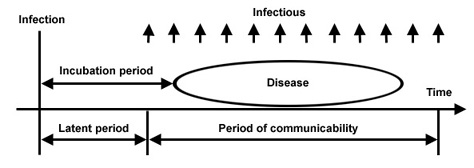 Infectious
Infection
Incubation period
Disease
Time
Latent period
Period of communicability